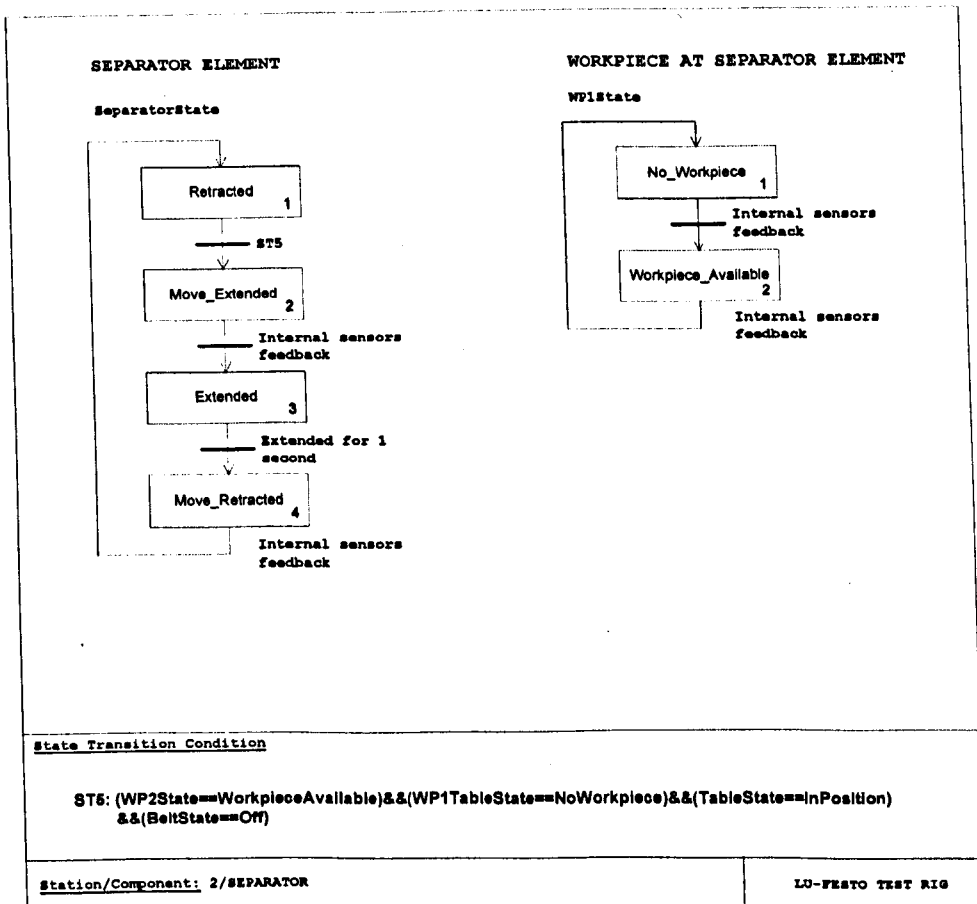 SEPARATOR ELEMENT
SeparatorState
Retracted
1
ST5
Move_Extended
2
Internal sensors
feedback
Extended
3
Extended for 1
second
Move_Retracted
4
Internal sensors
feedback
WORKPIECE AT SEPARATOR ELEMENT
WP1State
No_Workpiece
1
Internal sensors
feedback
Workpiece_Available
2
Internal sensors
feedback
State Transition Condition
ST5: (WP2State==WorkpieceAvailable)&&(WP1TableState==NoWorkpiece)&&(TableState==InPosition)
&&(BeltState==Off)
Station/Component: 2/SEPARATOR
LU-FESTO TEST RIG